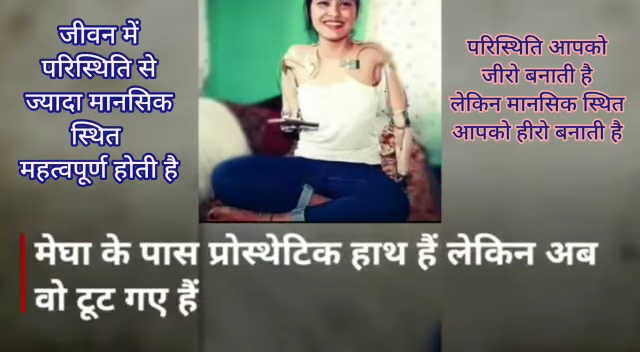 जीवन में
परिस्थिति से
ज्यादा मानसिक
स्थित
महत्वपूर्ण होती है
परिस्थिति आपको
जीरो बनाती है
लेकिन मानसिक स्थित
आपको हीरो बनाती है
मेघा के पास प्रोस्थेटिक हाथ हैं लेकिन अब
वो टूट गए हैं